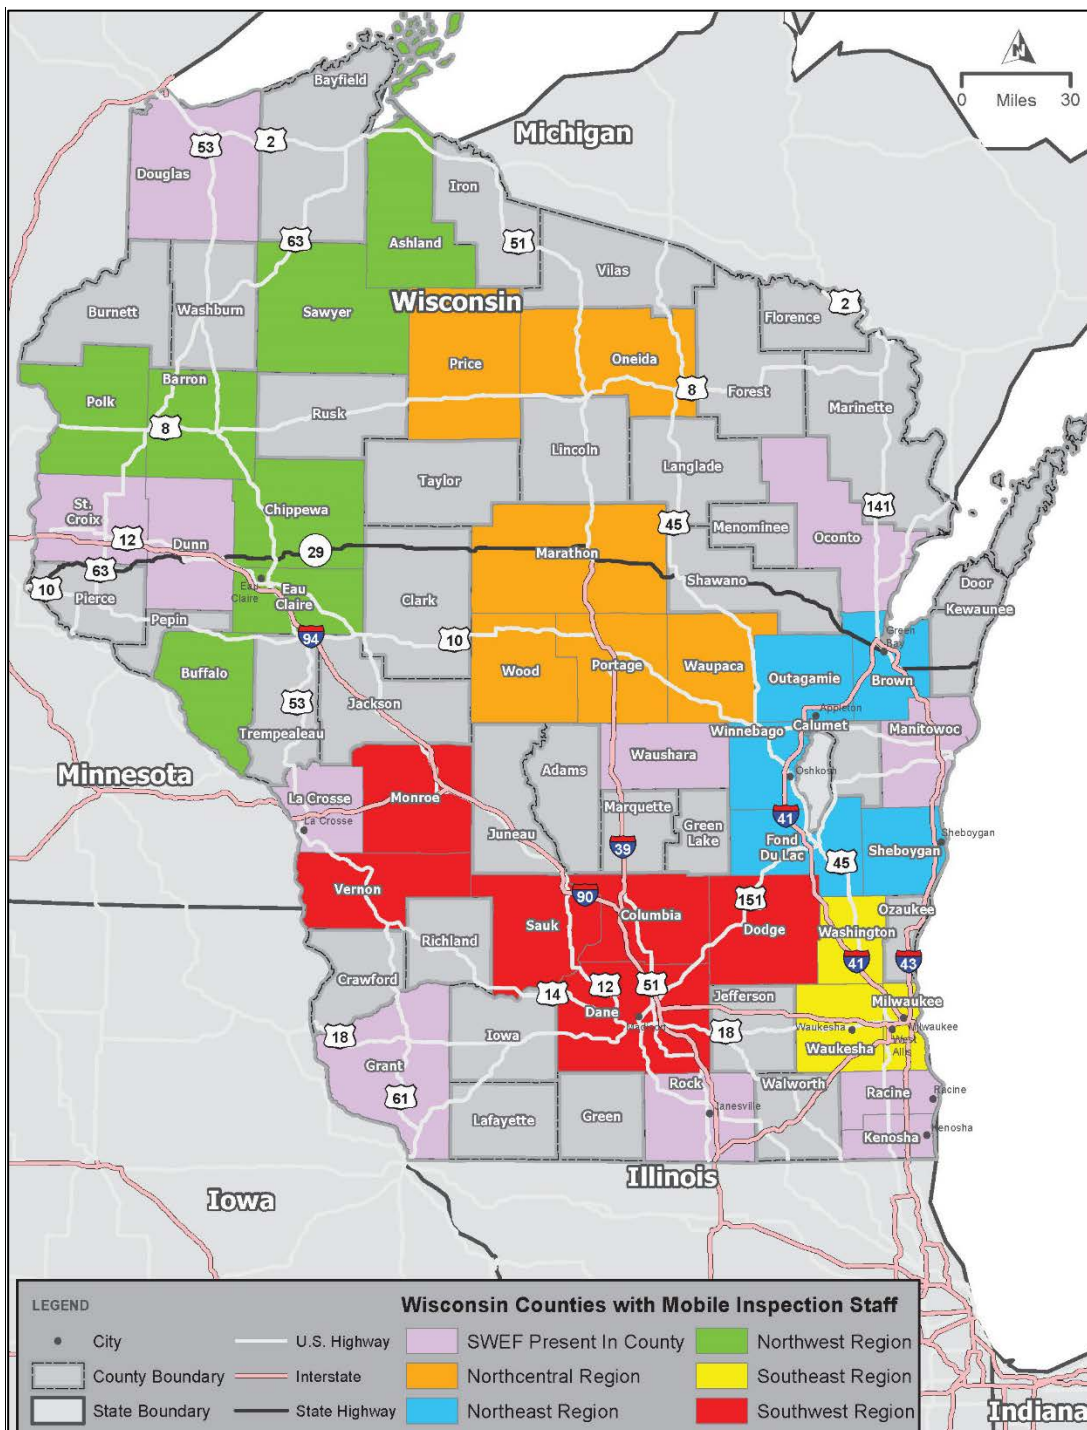 Bayfield
N
0 Miles 30
Michigan
53
2
Douglas
Iron
63
51
Ashland
Vilas
Wisconsin
2
Burnett
Washburn
Sawyer
Florence
Price
Oneida
Barron
Polk
8
Forest
Rusk
8
Marinette
Lincoln
Langlade
Taylor
St.
Croix
Chippewa
141
12
45
Menominee
Oconto
Dunn
29
Marathon
63
10
Eau
Claire
Eau
Claire
Shawano
Door
Pierce
Clark
Kewaunee
Pepin
94
10
Green
Bay
Buffalo
Wood
Portage
Waupaca
Outagamie
Brown
53
Jackson
Appleton
Trempealeau
Winnebago
Calumet
Manitowoc
Minnesota
Waushara
Adams
Oshkosh
La Crosse
Monroe
Marquette
La Crosse
Juneau
Green
Lake
41
Sheboygan
39
Fond
Du Lac
45
Sheboygan
Vernon
90
151
Columbia
Ozaukee
Sauk
Dodge
Washington
Richland
Crawford
41
43
12
51
14
Jefferson
Milwaukee
Dane
Madison
18
Iowa
18
Waukesha
Milwaukee
West
Allis
Waukesha
Grant
Rock
Walworth
Racine
Racine
61
Janesville
Lafayette
Green
Kenosha
Kenosha
Illinois
Iowa
LEGEND
Wisconsin Counties with Mobile Inspection Staff
City
U.S. Highway
SWEF Present In County
Northwest Region
County Boundary
Interstate
Northcentral Region
Southeast Region
State Boundary
State Highway
Northeast Region
Southwest Region
Indiana